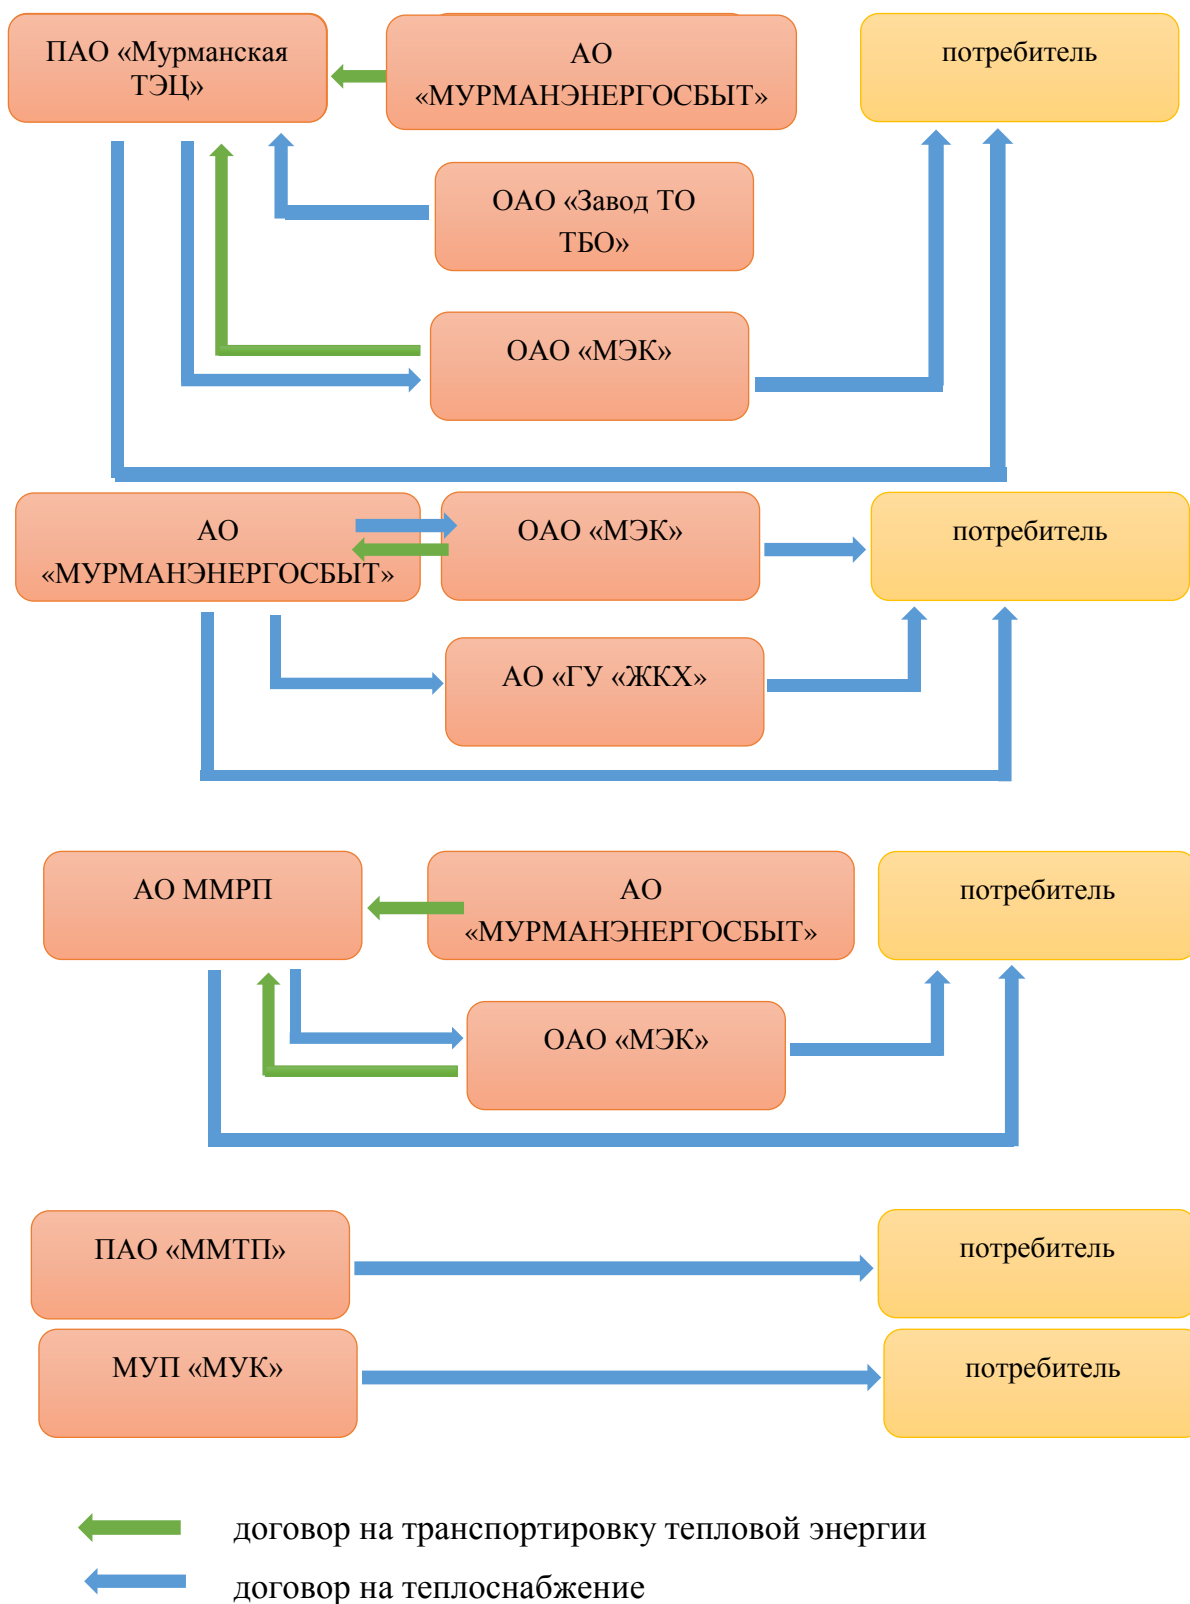 ПАО «Мурманская
ТЭЦ»
АО
«МУРМАНЭНЕРГОСБЫТ»
потребитель
ОАО «Завод ТО
ТБО»
ОАО «МЭК»
АО
«МУРМАНЭНЕРГОСБЫТ»
ОАО «МЭК»
потребитель
АО «ГУ «ЖКХ»
АО ММРП
АО
«МУРМАНЭНЕРГОСБЫТ»
потребитель
ОАО «МЭК»
ПАО «ММТП»
потребитель
МУП «МУК»
потребитель
договор на транспортировку тепловой энергии
договор на теплоснабжение